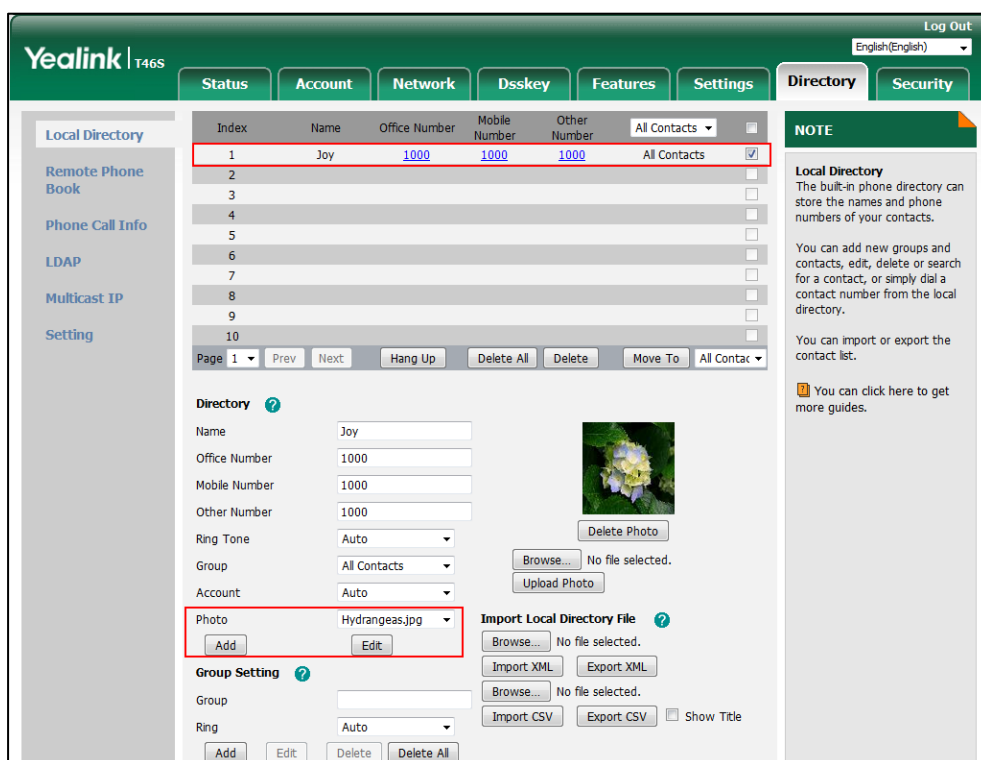 Log Out
Yealink | T46S
English(English)
Status Account Network Dsskey Features Settings Directory Security
Local Directory
Remote Phone
Book
Phone Call Info
LDAP
Multicast IP
Setting
Index Name Office Number Mobile Number Other Number All Contacts
1 Joy 1000 1000 1000 All Contacts
2
3
4
5
6
7
8
9
10
Page 1 Prev Next Hang Up Delete All Delete Move To All Contac
Directory ?
Name Joy
Office Number 1000
Mobile Number 1000
Other Number 1000
Ring Tone Auto
Group All Contacts
Account Auto
Photo Hydrangeas.jpg
Add Edit
Delete Photo
Browse... No file selected.
Upload Photo
Import Local Directory File ?
Browse... No file selected.
Import XML Export XML
Browse... No file selected.
Import CSV Export CSV Show Title
Group Setting ?
Group
Ring Auto
Add Edit Delete Delete All
NOTE
Local Directory
The built-in phone directory can
store the names and phone
numbers of your contacts.
You can add new groups and
contacts, edit, delete or search
for a contact, or simply dial a
contact number from the local
directory.
You can import or export the
contact list.
? You can click here to get
more guides.